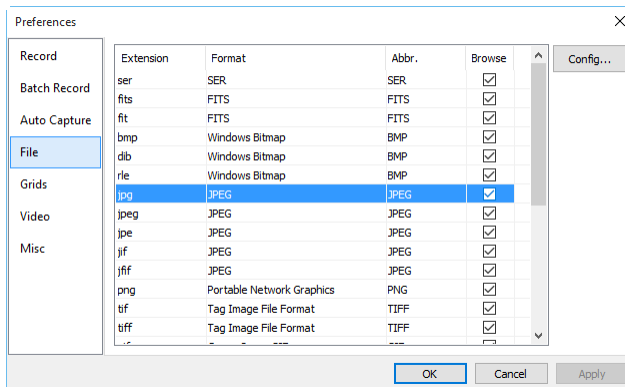 Preferences
Record
Batch Record
Auto Capture
File
Grids
Video
Misc
Extension Format Abbr. Browse
ser SER SER
fits FITS FITS
fit FITS FITS
bmp Windows Bitmap BMP
dib Windows Bitmap BMP
rle Windows Bitmap BMP
jpg JPEG JPEG
jpeg JPEG JPEG
jpe JPEG JPEG
jif JPEG JPEG
jfif JPEG JPEG
png Portable Network Graphics PNG
tif Tag Image File Format TIFF
tiff Tag Image File Format TIFF
Config...
OK Cancel Apply